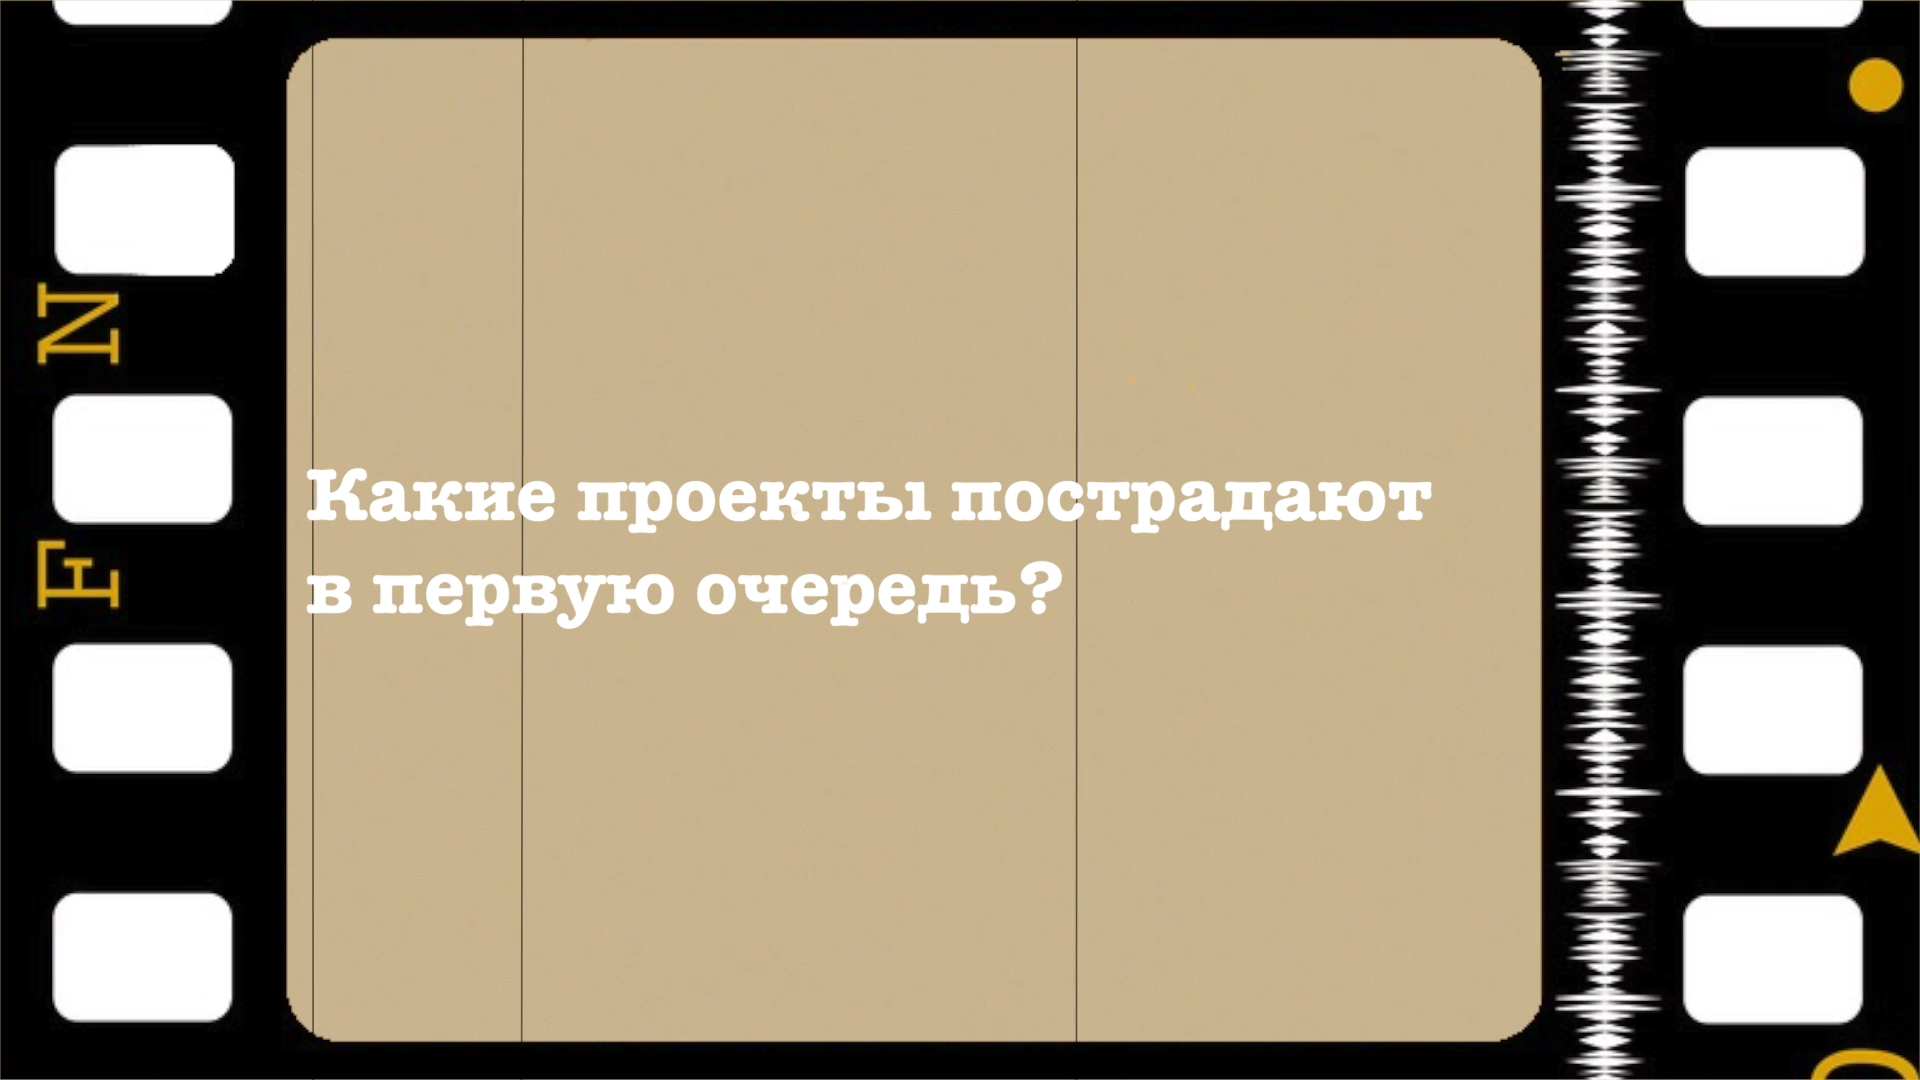 Какие проекты пострадают
в первую очередь?
N
F